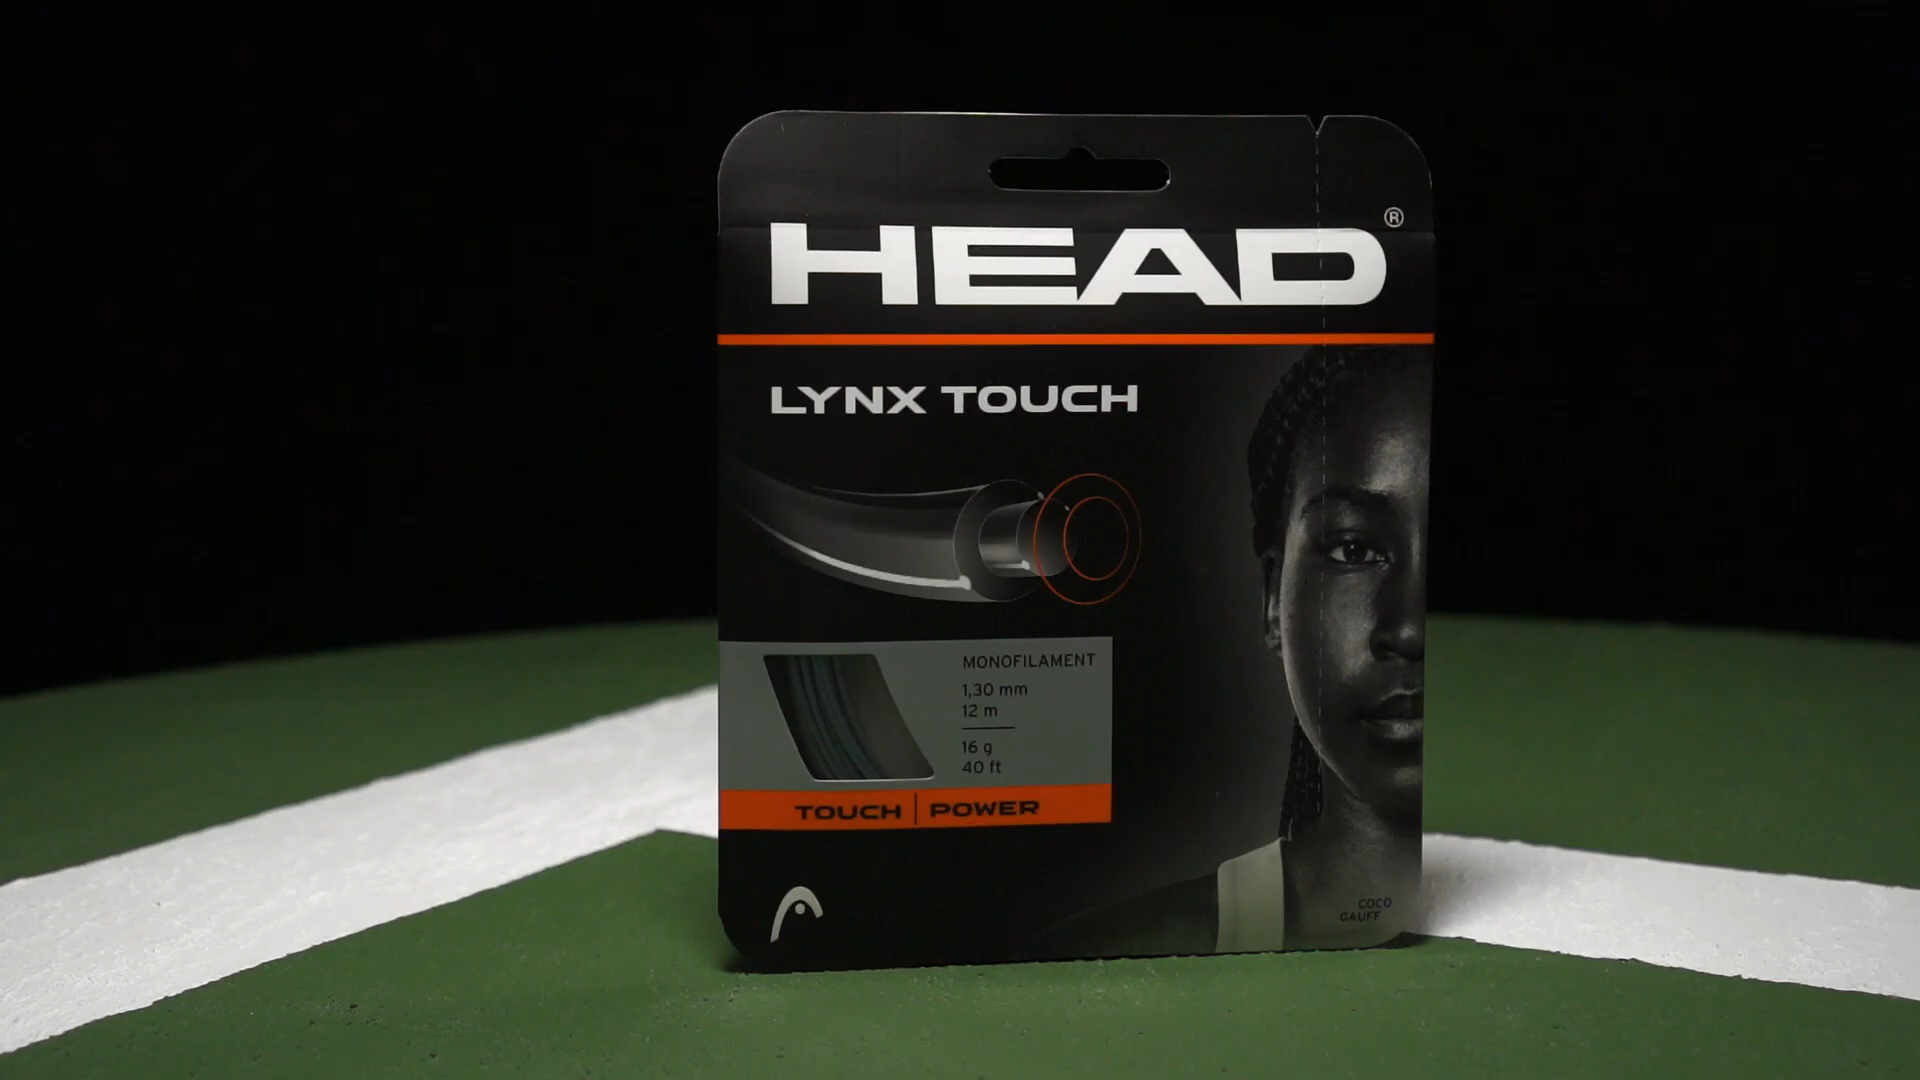 HEAD®
LYNX TOUCH
MONOFILAMENT
1,30 mm
12 m
16 g
40 ft
TOUCH | POWER
COCO
GAUFF